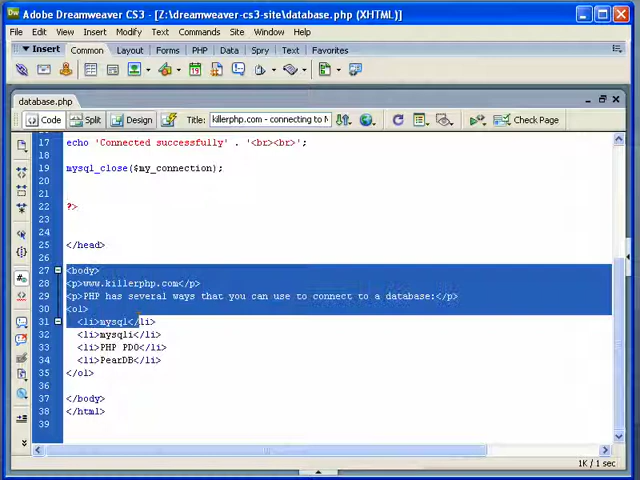 Adobe Dreamweaver CS3 - [Z:\dreamweaver-cs3-site\database.php (XHTML)]
File Edit View Insert Modify Text Commands Site Window Help
Insert Common Layout Forms PHP Data Spry Text Favorites
database.php
Code Split Design Title: killerphp.com - connecting to M Check Page
17 echo 'Connected successfully' . '<br><br>';
18
19 mysql_close($my_connection);
20
21
22 ?>
23
24
25 </head>
26
27 <body>
28 <p>www.killerphp.com</p>
29 <p>PHP has several ways that you can use to connect to a database:</p>
30 <ol>
31 <li>mysql</li>
32 <li>mysqli</li>
33 <li>PHP PDO</li>
34 <li>PearDB</li>
35 </ol>
36
37 </body>
38 </html>
39
1K / 1 sec